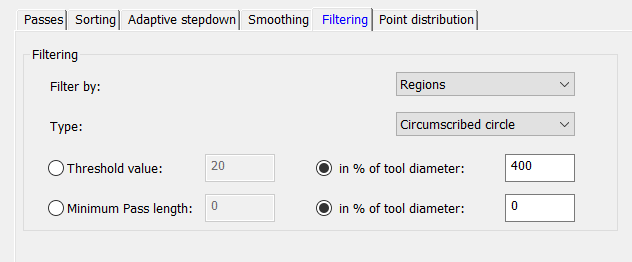 Passes Sorting Adaptive stepdown Smoothing Filtering Point distribution
Filtering
Filter by: Regions
Type: Circumscribed circle
Threshold value: 20 in % of tool diameter: 400
Minimum Pass length: 0 in % of tool diameter: 0